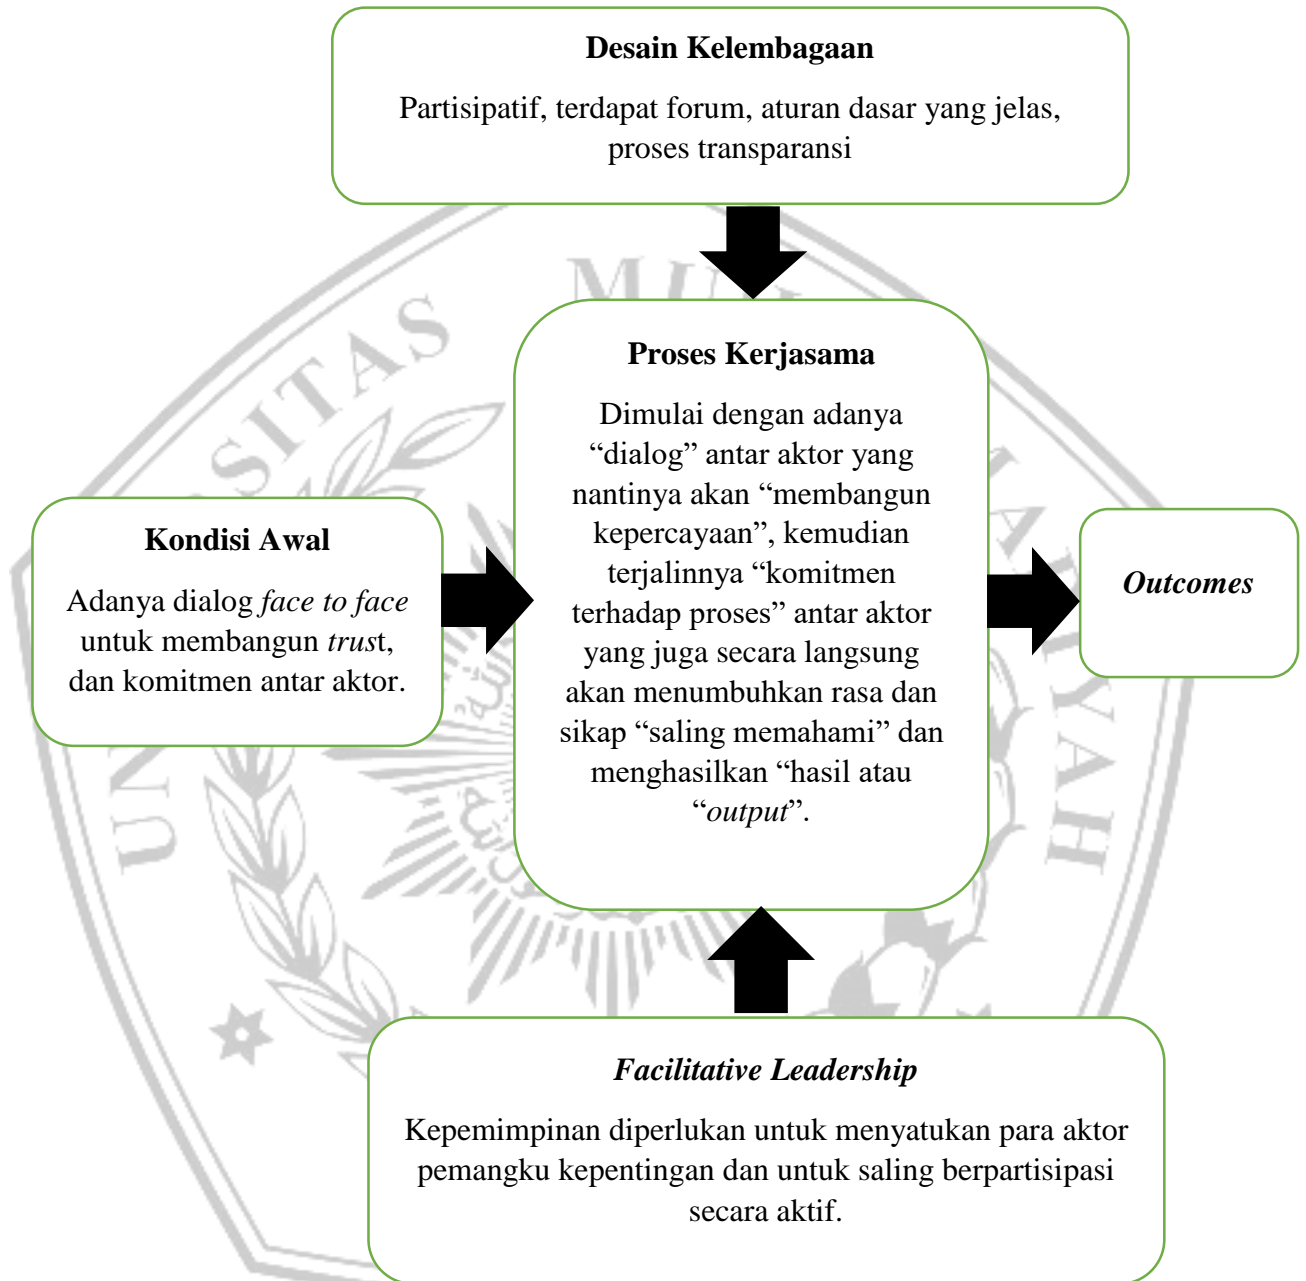 Desain Kelembagaan
Partisipatif, terdapat forum, aturan dasar yang jelas,
proses transparansi
Proses Kerjasama
Dimulai dengan adanya
“dialog” antar aktor yang
nantinya akan “membangun
kepercayaan”, kemudian
terjalinnya “komitmen
terhadap proses” antar aktor
yang juga secara langsung
akan menumbuhkan rasa dan
sikap “saling memahami” dan
menghasilkan “hasil atau
“output”.
Kondisi Awal
Adanya dialog face to face
untuk membangun trust,
dan komitmen antar aktor.
Outcomes
Facilitative Leadership
Kepemimpinan diperlukan untuk menyatukan para aktor
pemangku kepentingan dan untuk saling berpartisipasi
secara aktif.